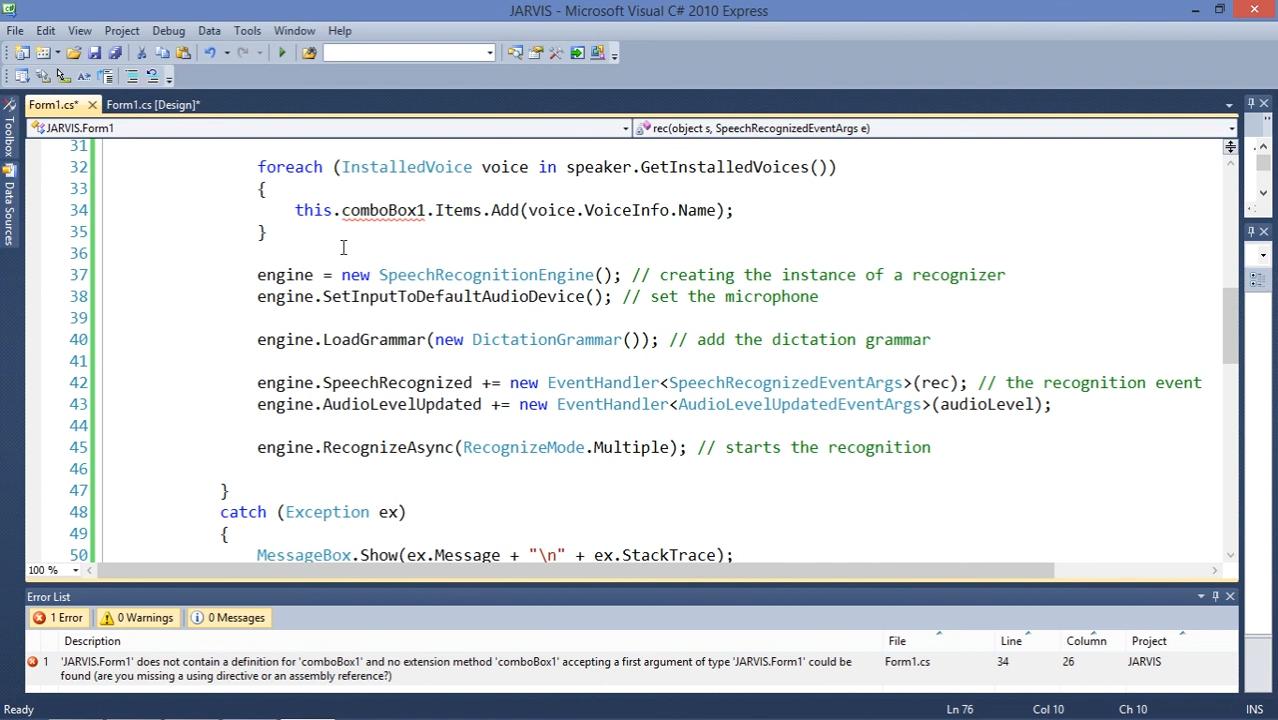 JARVIS - Microsoft Visual C# 2010 Express
File Edit View Project Debug Data Tools Window Help
Form1.cs* Form1.cs [Design]*
JARVIS.Form1 rec(object s, SpeechRecognizedEventArgs e)
Toolbox
Data Sources
31
32 foreach (InstalledVoice voice in speaker.GetInstalledVoices())
33 {
34 this.comboBox1.Items.Add(voice.VoiceInfo.Name);
35 }
36
37 engine = new SpeechRecognitionEngine(); // creating the instance of a recognizer
38 engine.SetInputToDefaultAudioDevice(); // set the microphone
39
40 engine.LoadGrammar(new DictationGrammar()); // add the dictation grammar
41
42 engine.SpeechRecognized += new EventHandler<SpeechRecognizedEventArgs>(rec); // the recognition event
43 engine.AudioLevelUpdated += new EventHandler<AudioLevelUpdatedEventArgs>(audioLevel);
44
45 engine.RecognizeAsync(RecognizeMode.Multiple); // starts the recognition
46
47 }
48 catch (Exception ex)
49 {
50 MessageBox.Show(ex.Message + "\n" + ex.StackTrace);
100 %
Error List
1 Error 0 Warnings 0 Messages
Description File Line Column Project
1 'JARVIS.Form1' does not contain a definition for 'comboBox1' and no extension method 'comboBox1' accepting a first argument of type 'JARVIS.Form1' could be Form1.cs 34 26 JARVIS
found (are you missing a using directive or an assembly reference?)
Ready Ln 76 Col 10 Ch 10 INS